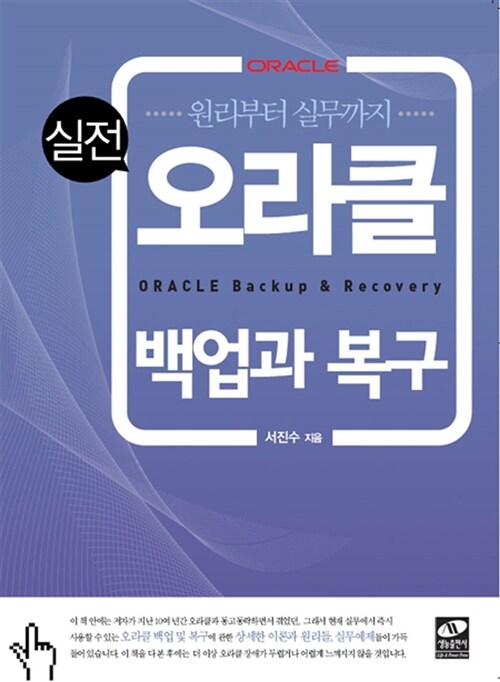 ORACLE
원리부터 실무까지
실전
오라클
ORACLE Backup & Recovery
백업과 복구
서진수 지음
이 책 안에는 저자가 지난 10여 년간 오라클과 동고동락하면서 겪었던, 그래서 현재 실무에서 즉시
사용할 수 있는 오라클 백업 및 복구에 관한 상세한 이론과 원리들, 실무예제들이 가득
들어 있습니다. 이 책을 다 본 후에는 더 이상 오라클 장애가 두렵거나 어렵게 느껴지지 않을 것입니다.
생능출판사